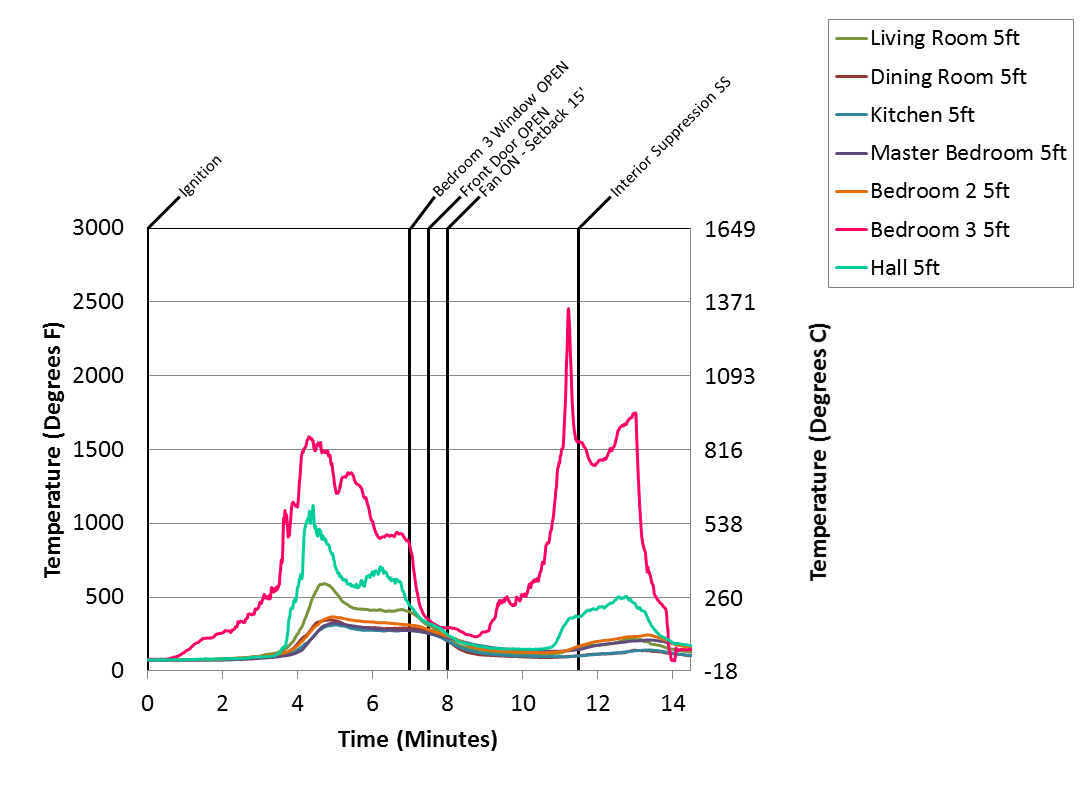 Living Room 5ft
Dining Room 5ft
Kitchen 5ft
Master Bedroom 5ft
Bedroom 2 5ft
Bedroom 3 5ft
Hall 5ft
Ignition
Bedroom 3 Window OPEN
Front Door OPEN
Fan ON - Setback 15'
Interior Suppression SS
3000
2500
2000
1500
1000
500
0
Temperature (Degrees F)
1649
1371
1093
816
538
260
-18
Temperature (Degrees C)
0 2 4 6 8 10 12 14
Time (Minutes)